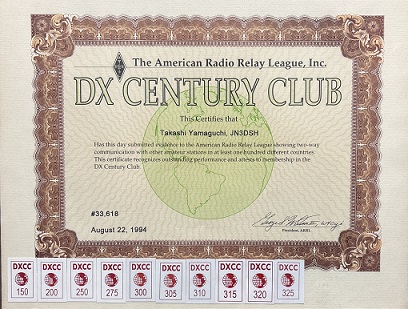 The American Radio Relay League, Inc.
DX CENTURY CLUB
This Certifies that
Takashi Yamaguchi, JN3DSH
Has this day submitted evidence to the American Radio Relay League showing two-way
communication with other amateur stations in at least one hundred different countries.
This certificate recognizes outstanding performance and attests to membership in the
DX Century Club.
#33,618
August 22, 1994
President, ARRL
DXCC DXCC DXCC DXCC DXCC DXCC DXCC DXCC DXCC DXCC
150 200 250 275 300 305 310 315 320 325